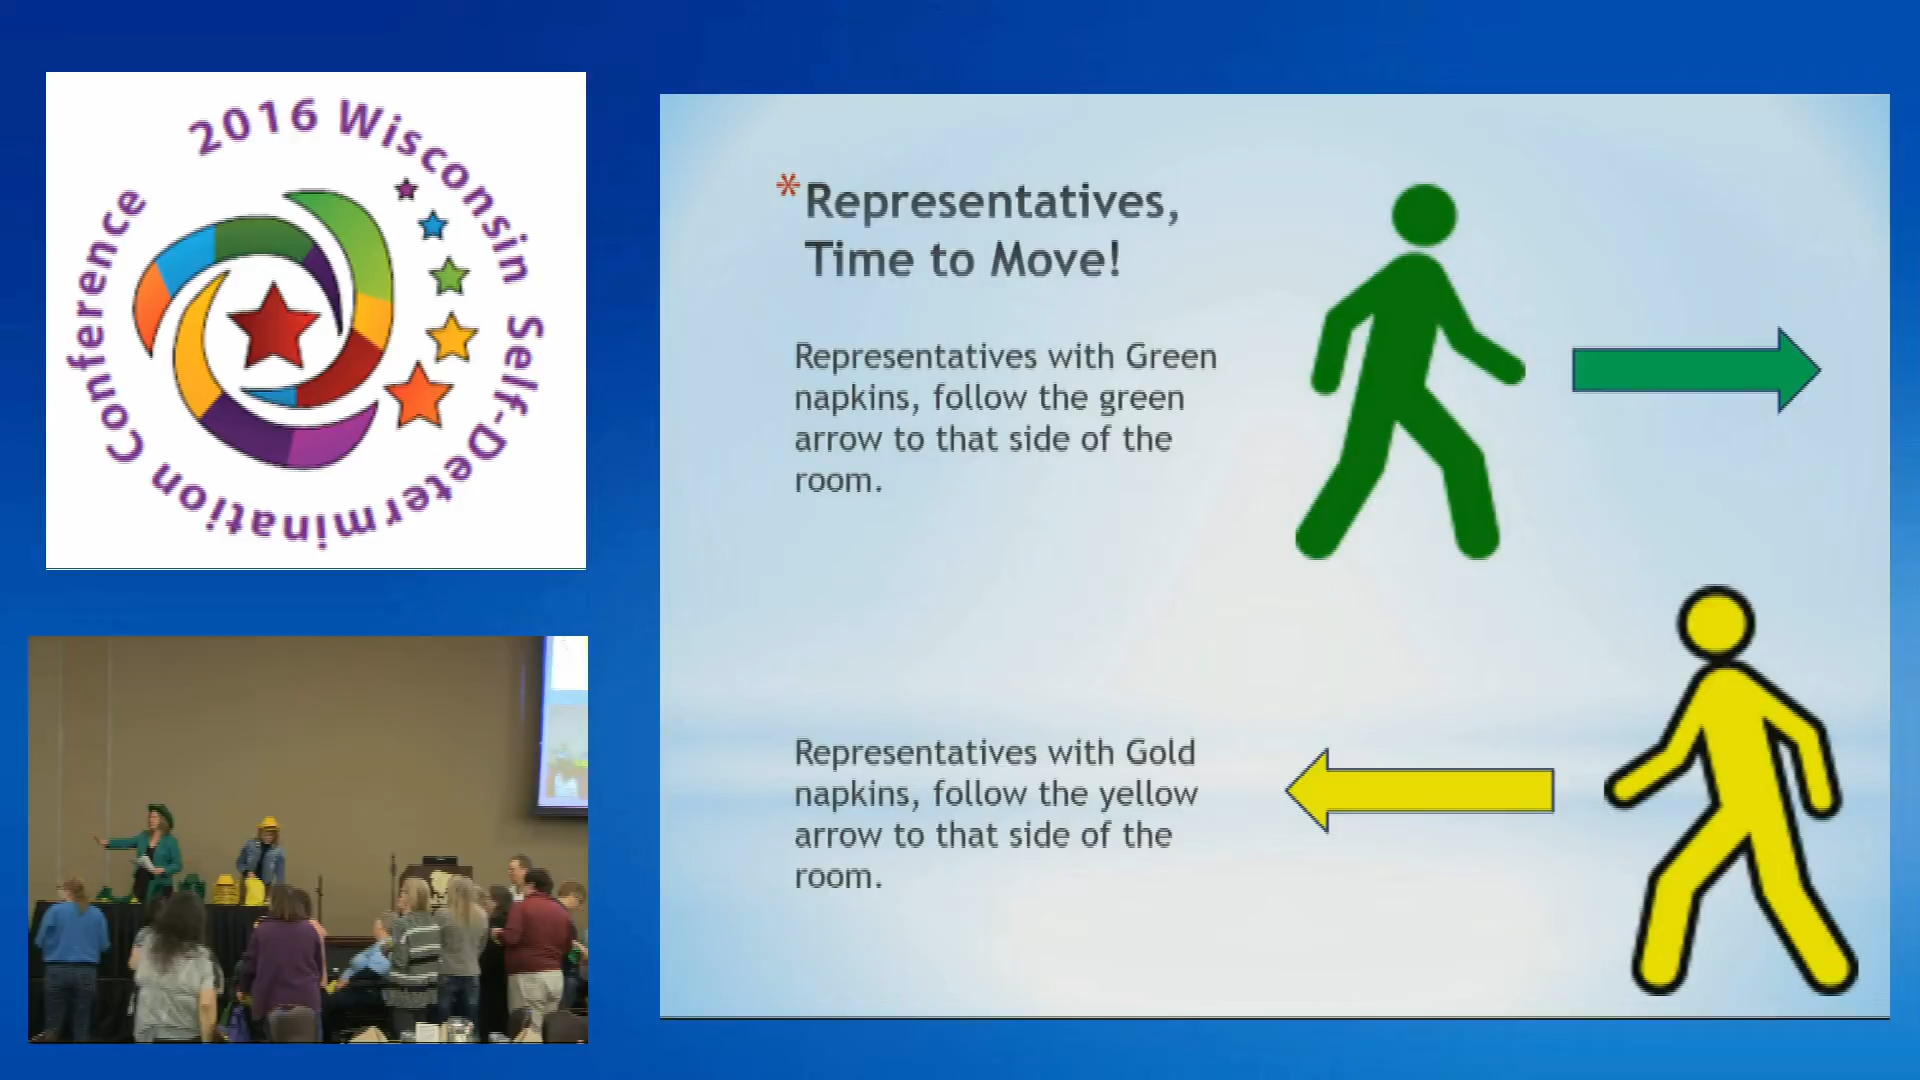 2016 Wisconsin Self-Determination Conference
*Representatives,
Time to Move!
Representatives with Green
napkins, follow the green
arrow to that side of the
room.
Representatives with Gold
napkins, follow the yellow
arrow to that side of the
room.